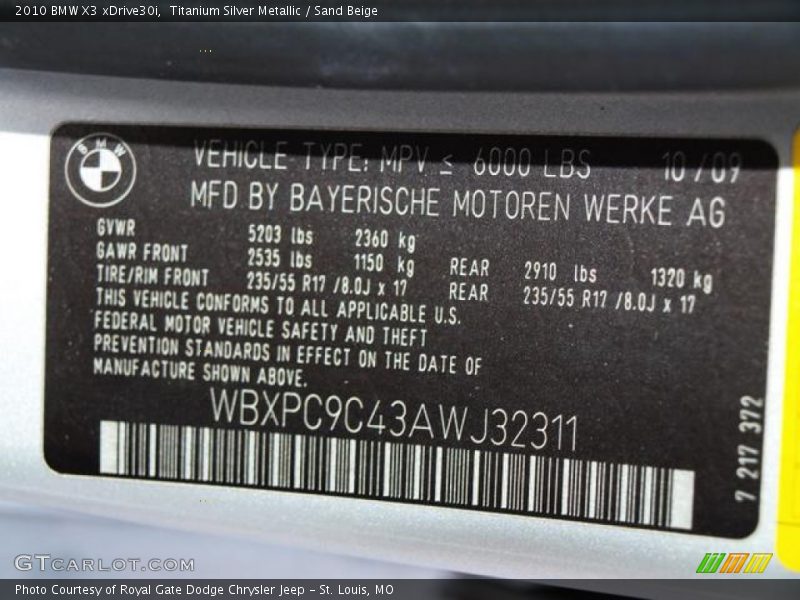 2010 BMW X3 xDrive30i, Titanium Silver Metallic / Sand Beige
BMW
VEHICLE TYPE: MPV ≤ 6000 LBS 10/09
MFD BY BAYERISCHE MOTOREN WERKE AG
GVWR 5203 lbs 2360 kg
GAWR FRONT 2535 lbs 1150 kg REAR 2910 lbs 1320 kg
TIRE/RIM FRONT 235/55 R17 /8.0J x 17 REAR 235/55 R17 /8.0J x 17
THIS VEHICLE CONFORMS TO ALL APPLICABLE U.S.
FEDERAL MOTOR VEHICLE SAFETY AND THEFT
PREVENTION STANDARDS IN EFFECT ON THE DATE OF
MANUFACTURE SHOWN ABOVE.
WBXPC9C43AWJ32311
7 217 372
GTCARLOT.COM
Photo Courtesy of Royal Gate Dodge Chrysler Jeep - St. Louis, MO